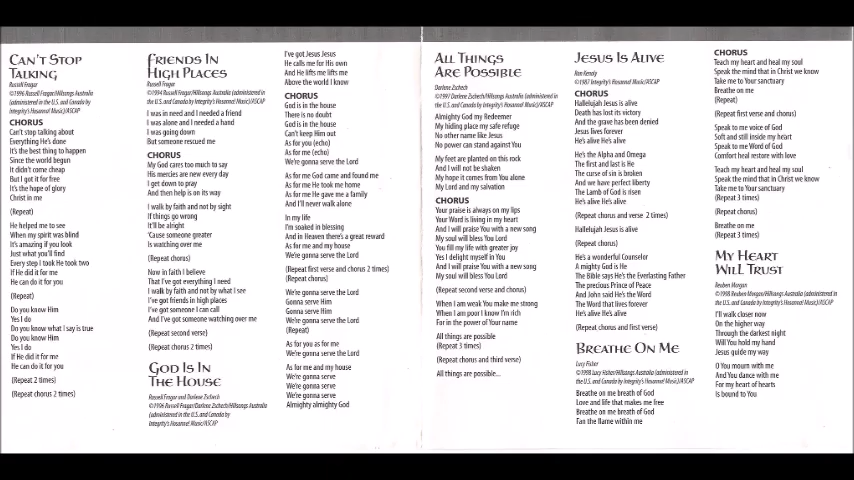 CAN'T STOP
TALKING
Russell Fragar
©1996 Russell Fragar/Hillsongs Australia
(administered in the U.S. and Canada by
Integrity's Hosanna! Music)/ASCAP
CHORUS
Can't stop talking about
Everything He's done
It's the best thing to happen
Since the world begun
It didn't come cheap
But I got it for free
It's the hope of glory
Christ in me
(Repeat)
He helped me to see
When my spirit was blind
It's amazing if you look
Just what you'll find
Every step I took He took two
If He did it for me
He can do it for you
(Repeat)
Do you know Him
Yes I do
Do you know what I say is true
Do you know Him
Yes I do
If He did it for me
He can do it for you
(Repeat 2 times)
(Repeat chorus 2 times)
FRIENDS IN
HIGH PLACES
Russell Fragar
©1994 Russell Fragar/Hillsongs Australia (administered in
the U.S. and Canada by Integrity's Hosanna! Music)/ASCAP
I was in need and I needed a friend
I was alone and I needed a hand
I was going down
But someone rescued me
CHORUS
My God cares too much to say
His mercies are new every day
I get down to pray
And then help is on its way
I walk by faith and not by sight
If things go wrong
It'll be alright
'Cause someone greater
Is watching over me
(Repeat chorus)
Now in faith I believe
That I've got everything I need
I walk by faith and not by what I see
I've got friends in high places
I've got someone I can call
And I've got someone watching over me
(Repeat second verse)
(Repeat chorus 2 times)
GOD IS IN
THE HOUSE
Russell Fragar and Darlene Zschech
©1996 Russell Fragar/Darlene Zschech/Hillsongs Australia
(administered in the U.S. and Canada by
Integrity's Hosanna! Music)/ASCAP
I've got Jesus Jesus
He calls me for His own
And He lifts me lifts me
Above the world I know
CHORUS
God is in the house
There is no doubt
God is in the house
Can't keep Him out
As for you (echo)
As for me (echo)
We're gonna serve the Lord
As for me God came and found me
As for me He took me home
As for me He gave me a family
And I'll never walk alone
In my life
I'm soaked in blessing
And in Heaven there's a great reward
As for me and my house
We're gonna serve the Lord
(Repeat first verse and chorus 2 times)
(Repeat chorus)
We're gonna serve the Lord
Gonna serve Him
Gonna serve Him
We're gonna serve the Lord
(Repeat)
As for you as for me
We're gonna serve the Lord
As for me and my house
We're gonna serve
We're gonna serve
We're gonna serve
Almighty almighty God
ALL THINGS
ARE POSSIBLE
Darlene Zschech
©1997 Darlene Zschech/Hillsongs Australia (administered in
the U.S. and Canada by Integrity's Hosanna! Music)/ASCAP
Almighty God my Redeemer
My hiding place my safe refuge
No other name like Jesus
No power can stand against You
My feet are planted on this rock
And I will not be shaken
My hope it comes from You alone
My Lord and my salvation
CHORUS
Your praise is always on my lips
Your Word is living in my heart
And I will praise You with a new song
My soul will bless You Lord
You fill my life with greater joy
Yes I delight myself in You
And I will praise You with a new song
My soul will bless You Lord
(Repeat second verse and chorus)
When I am weak You make me strong
When I am poor I know I'm rich
For in the power of Your name
All things are possible
(Repeat 3 times)
(Repeat chorus and third verse)
All things are possible...
JESUS IS ALIVE
Ron Kenoly
©1987 Integrity's Hosanna! Music/ASCAP
CHORUS
Hallelujah Jesus is alive
Death has lost its victory
And the grave has been denied
Jesus lives forever
He's alive He's alive
He's the Alpha and Omega
The first and last is He
The curse of sin is broken
And we have perfect liberty
The Lamb of God is risen
He's alive He's alive
(Repeat chorus and verse 2 times)
Hallelujah Jesus is alive
(Repeat chorus)
He's a wonderful Counselor
A mighty God is He
The Bible says He's the Everlasting Father
The precious Prince of Peace
And John said He's the Word
The Word that lives forever
He's alive He's alive
(Repeat chorus and first verse)
BREATHE ON ME
Lucy Fisher
©1998 Lucy Fisher/Hillsongs Australia (administered in
the U.S. and Canada by Integrity's Hosanna! Music)/ASCAP
Breathe on me breath of God
Love and life that makes me free
Breathe on me breath of God
Fan the flame within me
CHORUS
Teach my heart and heal my soul
Speak the mind that in Christ we know
Take me to Your sanctuary
Breathe on me
(Repeat)
(Repeat first verse and chorus)
Speak to me voice of God
Soft and still inside my heart
Speak to me Word of God
Comfort heal restore with love
Teach my heart and heal my soul
Speak the mind that in Christ we know
Take me to Your sanctuary
(Repeat 3 times)
(Repeat chorus)
Breathe on me
(Repeat 3 times)
MY HEART
WILL TRUST
Reuben Morgan
©1998 Reuben Morgan/Hillsongs Australia (administered in
the U.S. and Canada by Integrity's Hosanna! Music)/ASCAP
I'll walk closer now
On the higher way
Through the darkest night
Will You hold my hand
Jesus guide my way
O You mourn with me
And You dance with me
For my heart of hearts
Is bound to You